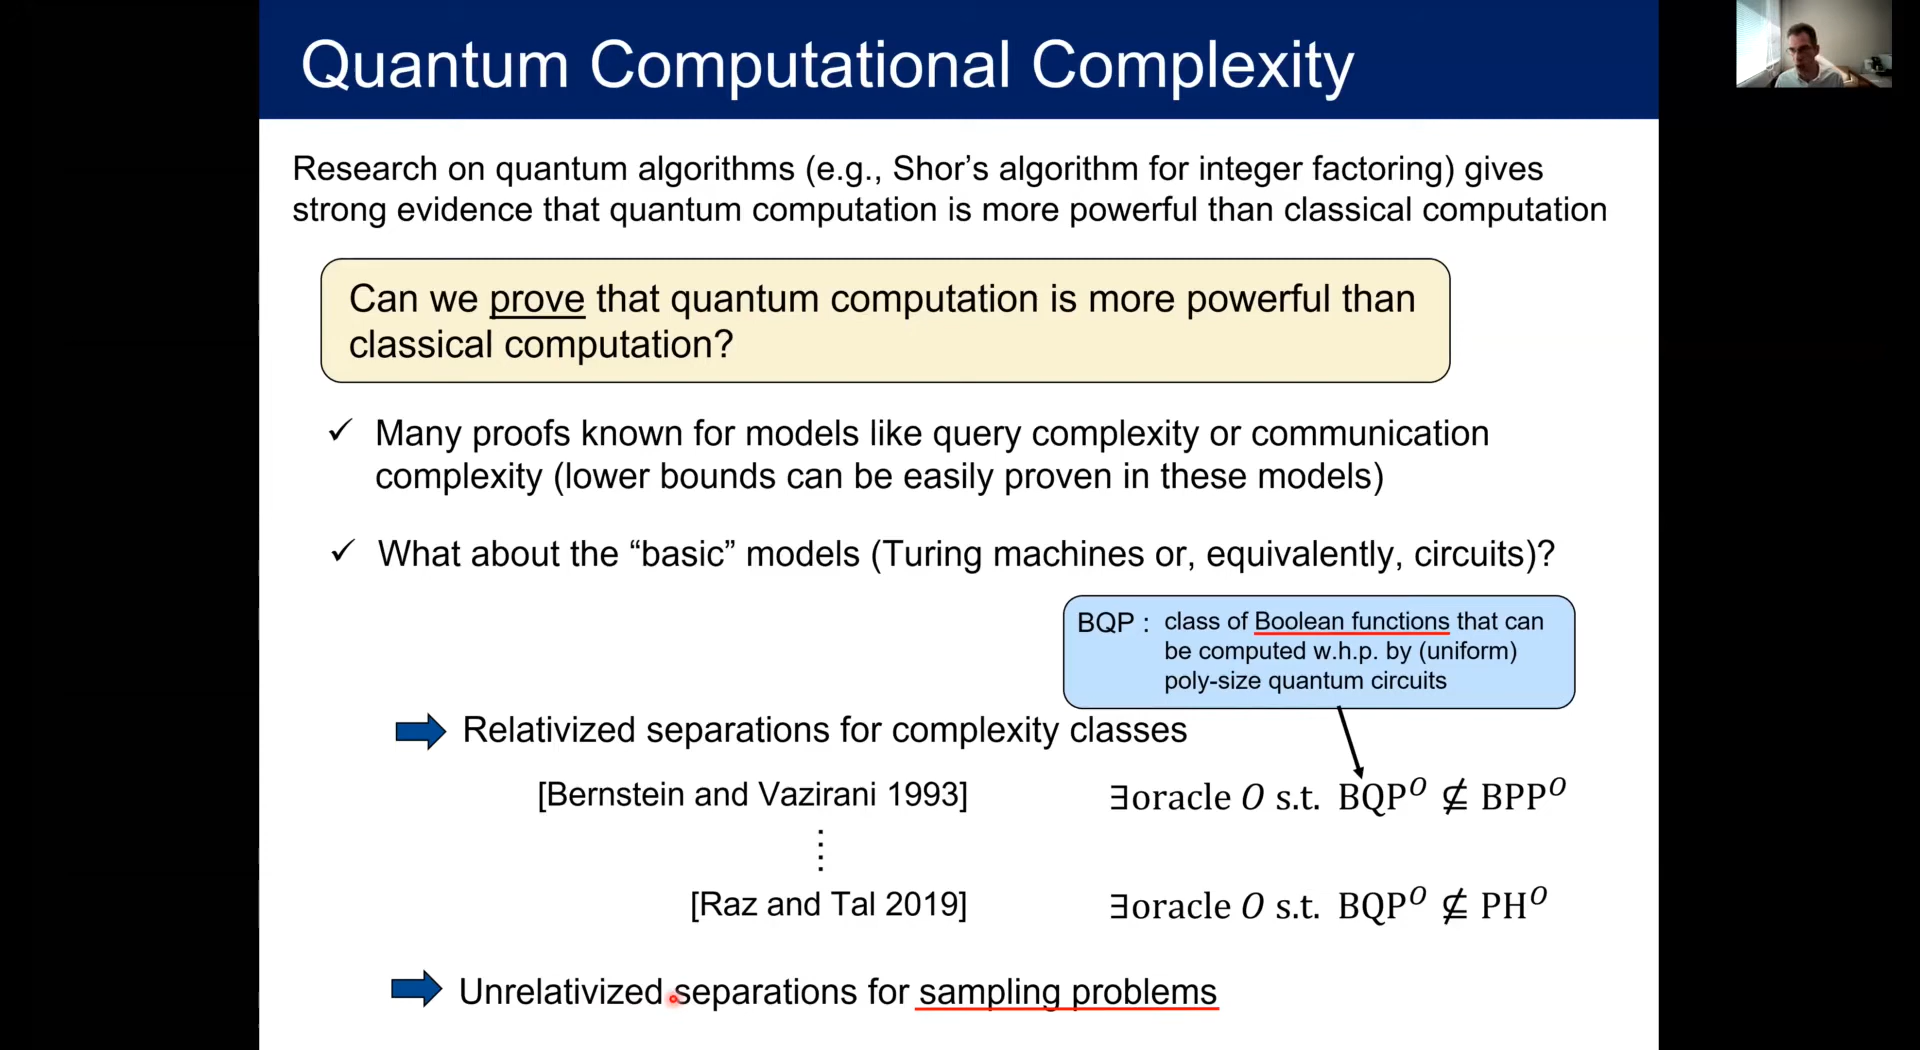 Quantum Computational Complexity
Research on quantum algorithms (e.g., Shor’s algorithm for integer factoring) gives
strong evidence that quantum computation is more powerful than classical computation
Can we prove that quantum computation is more powerful than
classical computation?
✓ Many proofs known for models like query complexity or communication
complexity (lower bounds can be easily proven in these models)
✓ What about the “basic” models (Turing machines or, equivalently, circuits)?
BQP : class of Boolean functions that can
be computed w.h.p. by (uniform)
poly-size quantum circuits
Relativized separations for complexity classes
[Bernstein and Vazirani 1993] ∃oracle O s.t. BQP^O ⊈ BPP^O
[Raz and Tal 2019] ∃oracle O s.t. BQP^O ⊈ PH^O
Unrelativized separations for sampling problems